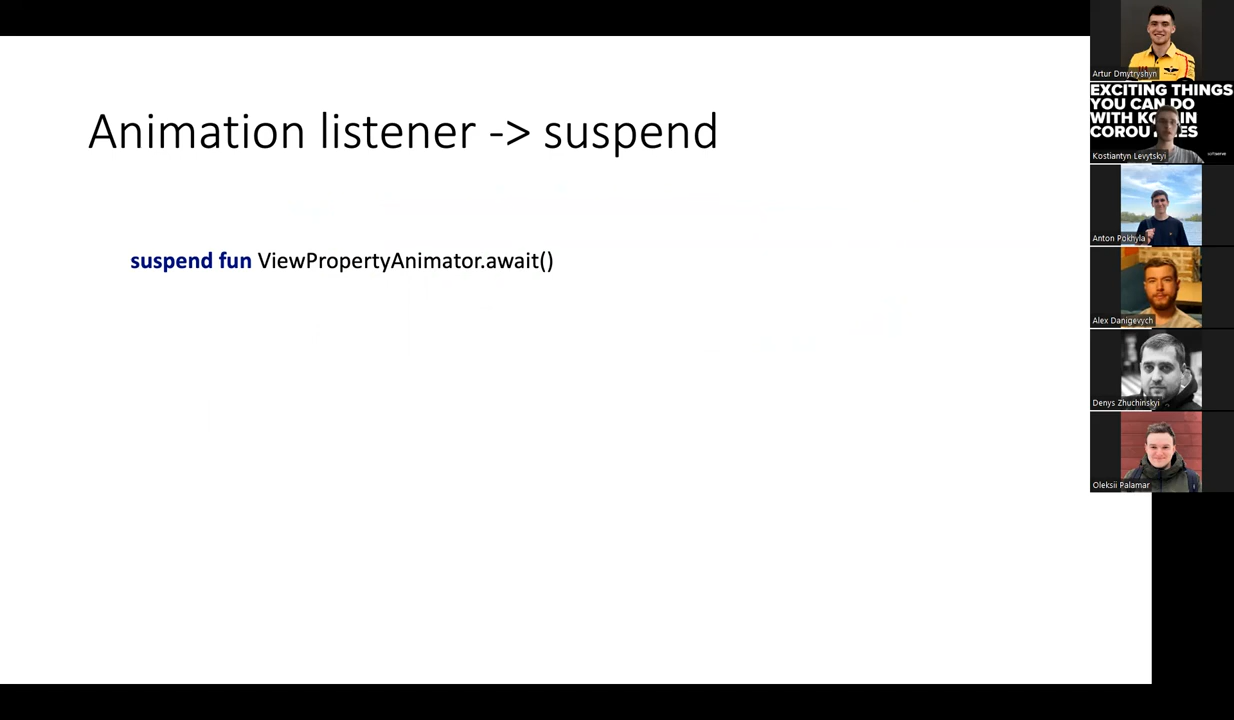 Animation listener -> suspend
suspend fun ViewPropertyAnimator.await()
Artur Dmytryshyn
EXCITING THINGS
YOU CAN DO
WITH
COROU
Kostiantyn Levytskyi
softserve
Anton Pokhyla
Alex Danigevych
Denys Zhuchinskyi
Oleksii Palamar